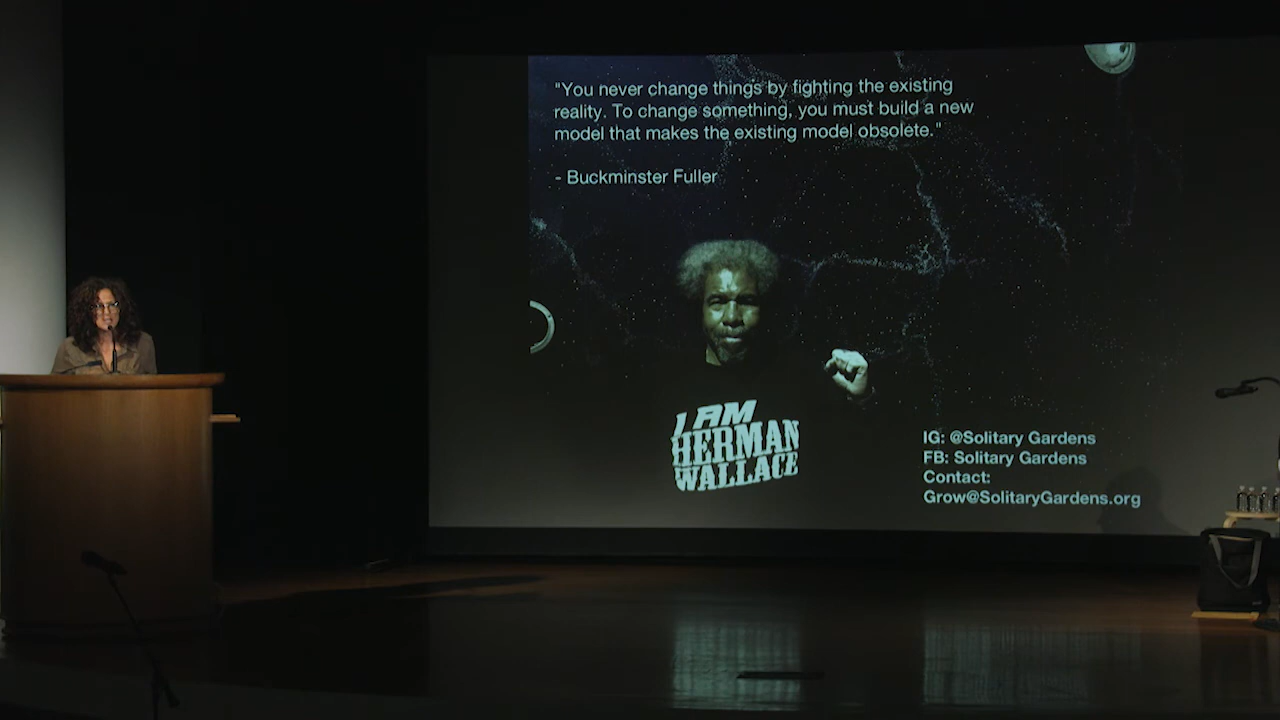 "You never change things by fighting the existing
reality. To change something, you must build a new
model that makes the existing model obsolete."
- Buckminster Fuller
I AM
HERMAN
WALLACE
IG: @Solitary Gardens
FB: Solitary Gardens
Contact:
Grow@SolitaryGardens.org